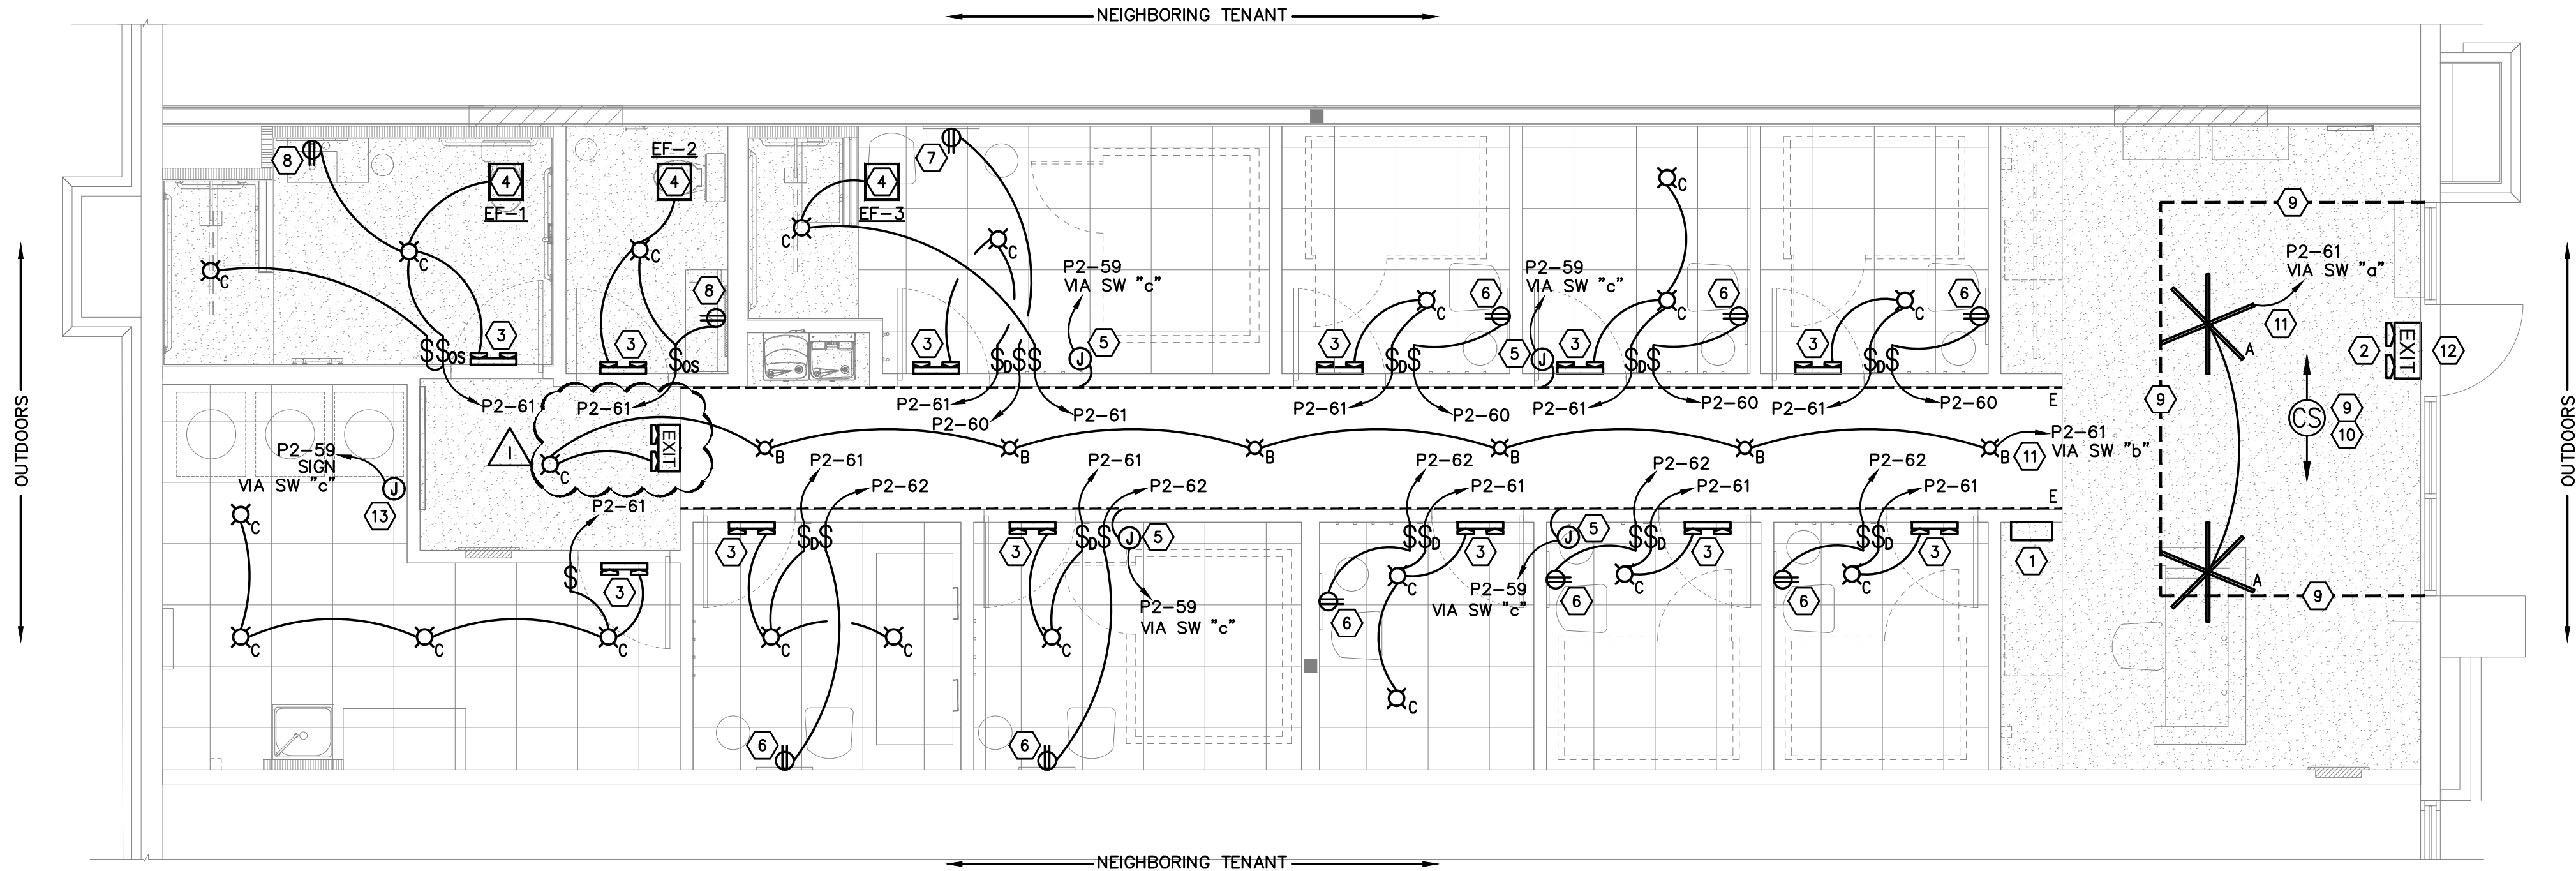 NEIGHBORING TENANT
OUTDOORS
OUTDOORS
8
4
EF-1
C
C
3
$
$OS
P2-61
EF-2
4
C
8
3
$OS
P2-61
4
EF-3
C
7
C
3
$D
$
$
P2-61
P2-60
P2-61
P2-59
VIA SW "c"
5
J
3
C
6
$D
$
P2-61
P2-60
P2-59
VIA SW "c"
5
J
C
3
C
6
$D
$
P2-61
P2-60
3
C
6
$D
$
P2-61
P2-60
E
9
9
9
P2-61
VIA SW "a"
11
A
A
CS
9
10
2
EXIT
12
1
C
EXIT
B
B
B
B
B
B
11
P2-61
VIA SW "b"
E
P2-59
SIGN
VIA SW "c"
J
13
C
C
C
C
P2-61
$
3
P2-61
P2-62
3
$D
$
C
C
6
P2-61
P2-62
3
$D
$
J
5
P2-59
VIA SW "c"
C
6
P2-62
P2-61
$
$D
3
C
6
C
P2-59
VIA SW "c"
J
5
P2-62
P2-61
$
$D
3
C
6
P2-62
P2-61
$
$D
3
C
6
1
NEIGHBORING TENANT